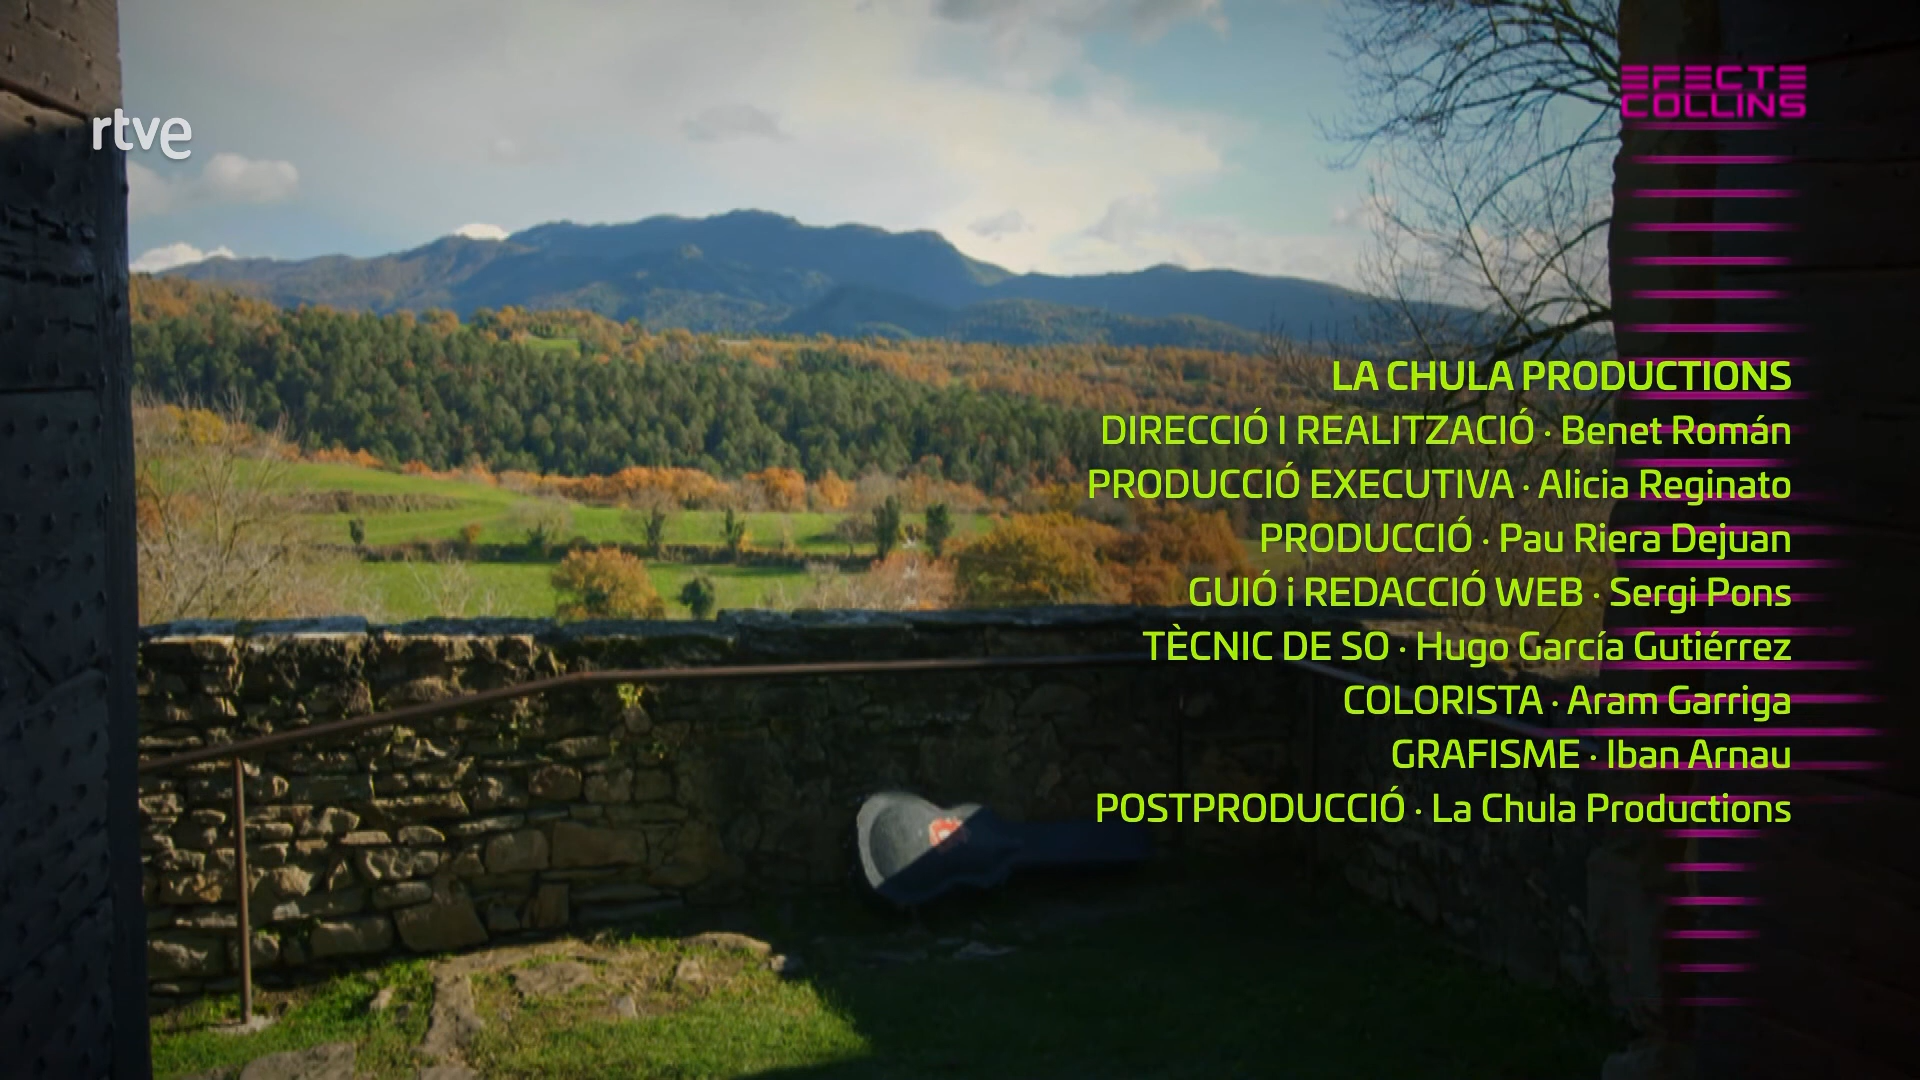 rtve
EFECTE
COLLINS
LA CHULA PRODUCTIONS
DIRECCIÓ I REALITZACIÓ · Benet Román
PRODUCCIÓ EXECUTIVA · Alicia Reginato
PRODUCCIÓ · Pau Riera Dejuan
GUIÓ i REDACCIÓ WEB · Sergi Pons
TÈCNIC DE SO · Hugo García Gutiérrez
COLORISTA · Aram Garriga
GRAFISME · Iban Arnau
POSTPRODUCCIÓ · La Chula Productions